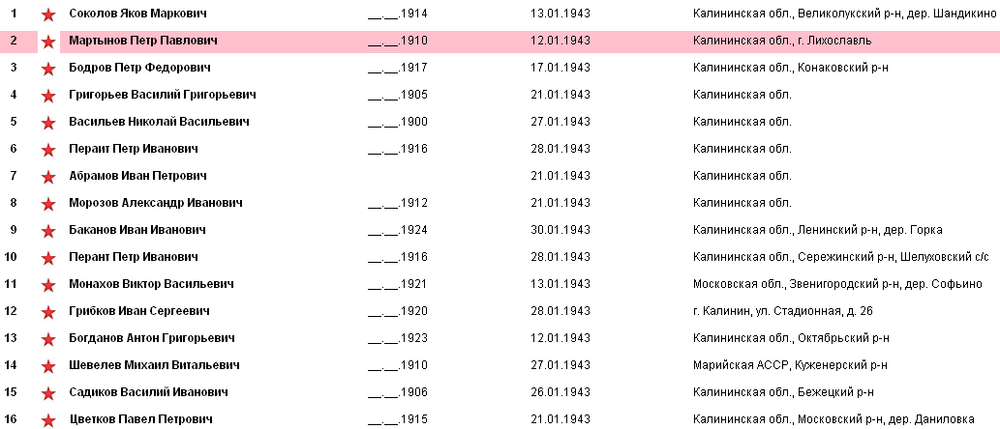 1 Соколов Яков Маркович __.__.1914 13.01.1943 Калининская обл., Великолукский р-н, дер. Шандикино
2 Мартынов Петр Павлович __.__.1910 12.01.1943 Калининская обл., г. Лихославль
3 Бодров Петр Федорович __.__.1917 17.01.1943 Калининская обл., Конаковский р-н
4 Григорьев Василий Григорьевич __.__.1905 21.01.1943 Калининская обл.
5 Васильев Николай Васильевич __.__.1900 27.01.1943 Калининская обл.
6 Пераит Петр Иванович __.__.1916 28.01.1943 Калининская обл.
7 Абрамов Иван Петрович 21.01.1943 Калининская обл.
8 Морозов Александр Иванович __.__.1912 21.01.1943 Калининская обл.
9 Баканов Иван Иванович __.__.1924 30.01.1943 Калининская обл., Ленинский р-н, дер. Горка
10 Перант Петр Иванович __.__.1916 28.01.1943 Калининская обл., Сережинский р-н, Шелуховский с/с
11 Монахов Виктор Васильевич __.__.1921 13.01.1943 Московская обл., Звенигородский р-н, дер. Софьино
12 Грибков Иван Сергеевич __.__.1920 28.01.1943 г. Калинин, ул. Стадионная, д. 26
13 Богданов Антон Григорьевич __.__.1923 12.01.1943 Калининская обл., Октябрьский р-н
14 Шевелев Михаил Витальевич __.__.1910 27.01.1943 Марийская АССР, Куженерский р-н
15 Садиков Василий Иванович __.__.1906 26.01.1943 Калининская обл., Бежецкий р-н
16 Цветков Павел Петрович __.__.1915 21.01.1943 Калининская обл., Московский р-н, дер. Даниловка